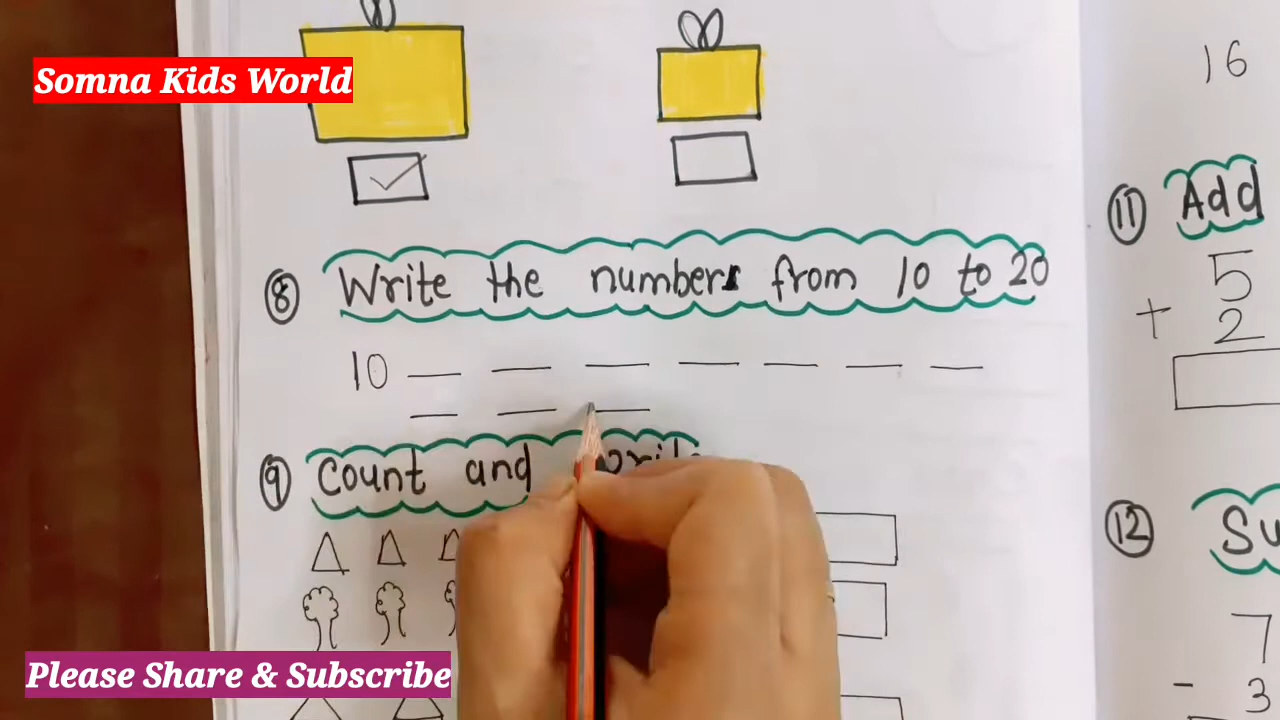 Somna Kids World
16
⑧ Write the numbers from 10 to 20
10
⑨ Count and
⑪ Add
5
+ 2
⑫
7
- 3
Please Share & Subscribe